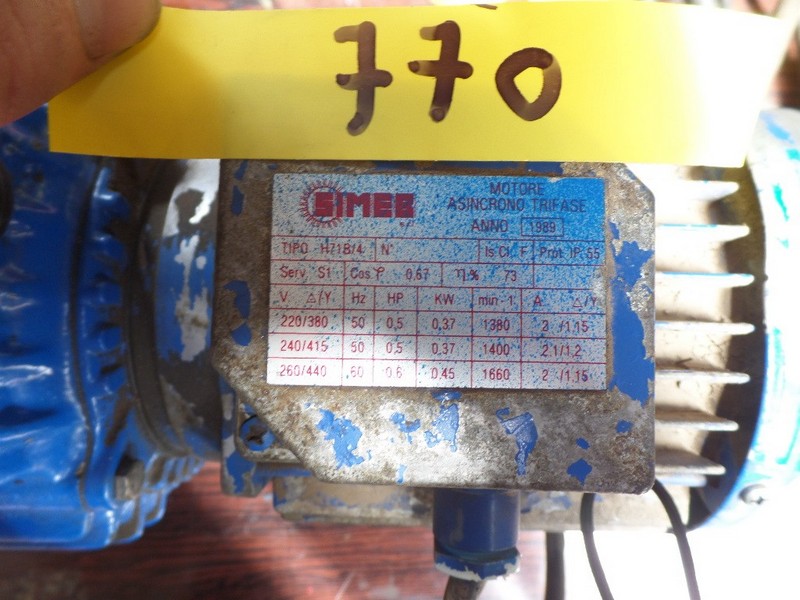 770
SIMEB
MOTORE
ASINCRONO TRIFASE
ANNO 1989
TIPO H71B/4 N° Is.Cl. F Prot. IP 55
Serv. S1 Cos φ 0,67 η% 73
V. △/Y Hz HP KW min-1 A △/Y
220/380 50 0,5 0,37 1380 2 /1.15
240/415 50 0,5 0,37 1400 2.1/1.2
260/440 60 0,6 0,45 1660 2 /1.15